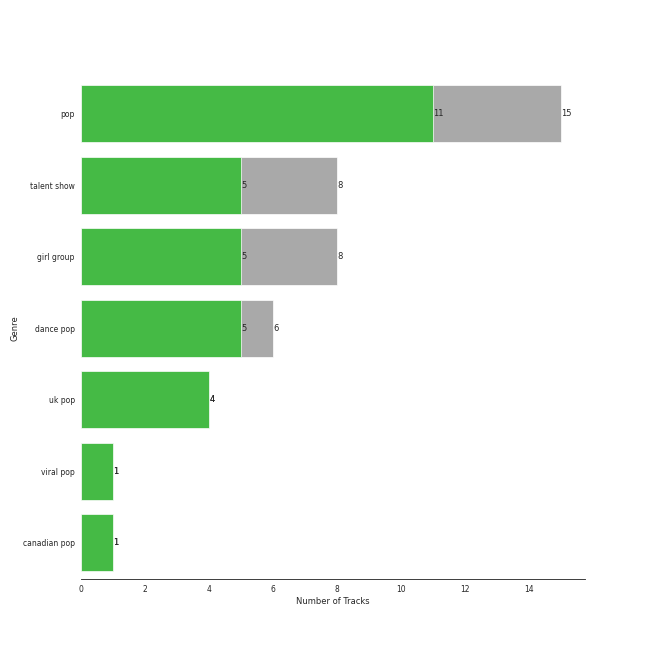 pop 11 15
talent show 5 8
girl group 5 8
dance pop 5 6
uk pop 4
viral pop 1
canadian pop 1
Genre
0 2 4 6 8 10 12 14
Number of Tracks